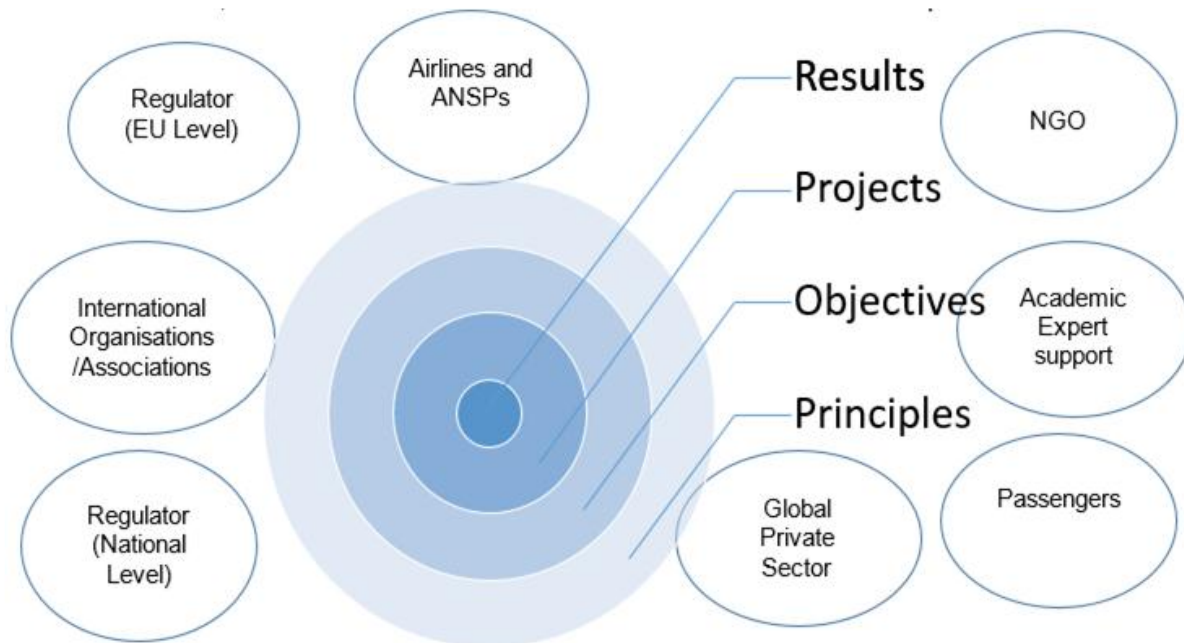 Regulator
(EU Level)
Airlines and
ANSPs
Results
NGO
Projects
International
Organisations
/Associations
Objectives
Academic
Expert
support
Principles
Regulator
(National
Level)
Global
Private
Sector
Passengers